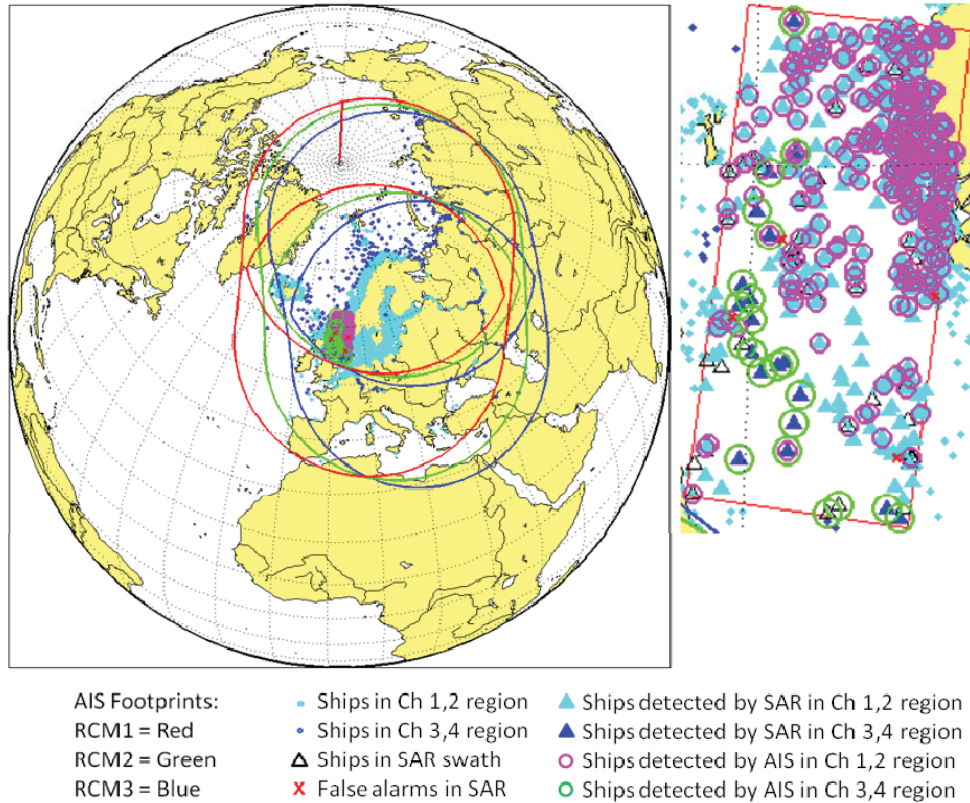 AIS Footprints:
RCM1 = Red
RCM2 = Green
RCM3 = Blue
Ships in Ch 1,2 region
Ships in Ch 3,4 region
Ships in SAR swath
False alarms in SAR
Ships detected by SAR in Ch 1,2 region
Ships detected by SAR in Ch 3,4 region
Ships detected by AIS in Ch 1,2 region
Ships detected by AIS in Ch 3,4 region